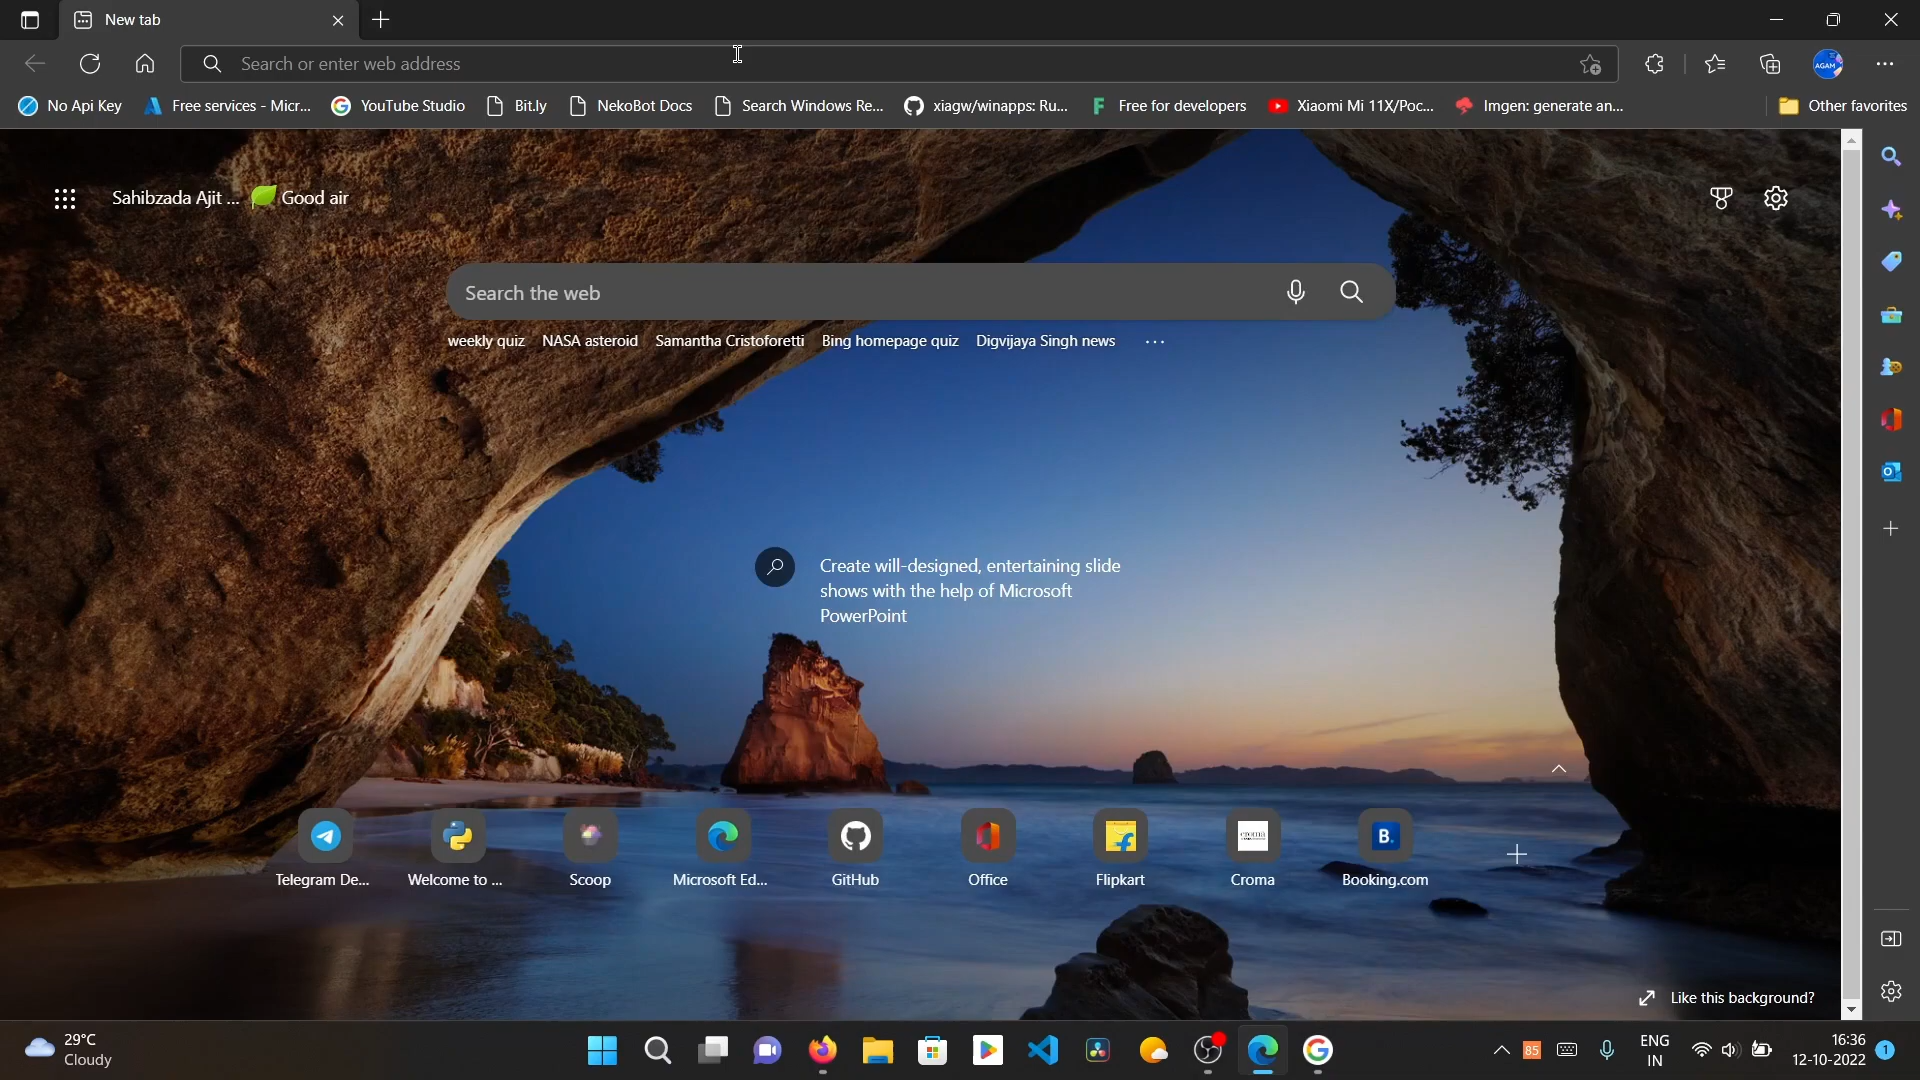 New tab
Search or enter web address
No Api Key
Free services - Micr...
YouTube Studio
Bit.ly
NekoBot Docs
Search Windows Re...
xiagw/winapps: Ru...
Free for developers
Xiaomi Mi 11X/Poc...
Imgen: generate an...
Other favorites
AGAM
Sahibzada Ajit ...
Good air
Search the web
weekly quiz
NASA asteroid
Samantha Cristoforetti
Bing homepage quiz
Digvijaya Singh news
...
Create will-designed, entertaining slide
shows with the help of Microsoft
PowerPoint
Telegram De...
Welcome to ...
Scoop
Microsoft Ed...
GitHub
Office
Flipkart
croma
Croma
B.
Booking.com
Like this background?
29°C
Cloudy
85
ENG
IN
16:36
12-10-2022
1